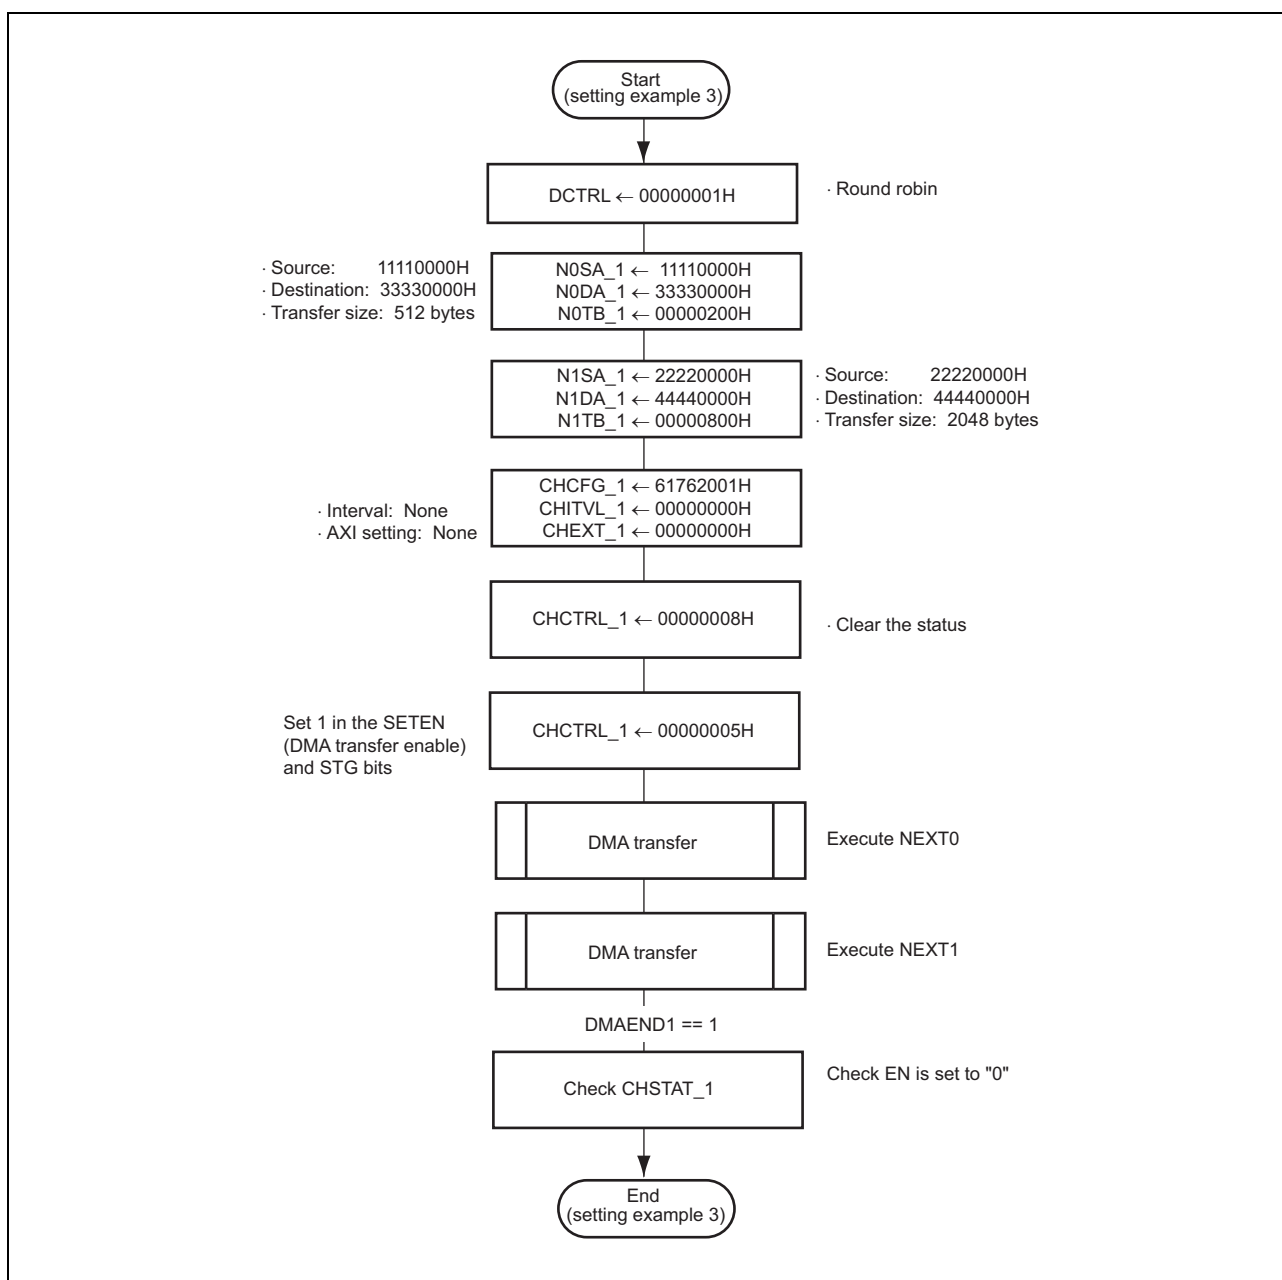 Start
(setting example 3)
DCTRL ← 00000001H
· Round robin
· Source: 11110000H
· Destination: 33330000H
· Transfer size: 512 bytes
N0SA_1 ← 11110000H
N0DA_1 ← 33330000H
N0TB_1 ← 00000200H
N1SA_1 ← 22220000H
N1DA_1 ← 44440000H
N1TB_1 ← 00000800H
· Source: 22220000H
· Destination: 44440000H
· Transfer size: 2048 bytes
· Interval: None
· AXI setting: None
CHCFG_1 ← 61762001H
CHITVL_1 ← 00000000H
CHEXT_1 ← 00000000H
CHCTRL_1 ← 00000008H
· Clear the status
Set 1 in the SETEN
(DMA transfer enable)
and STG bits
CHCTRL_1 ← 00000005H
DMA transfer
Execute NEXT0
DMA transfer
Execute NEXT1
DMAEND1 == 1
Check CHSTAT_1
Check EN is set to "0"
End
(setting example 3)